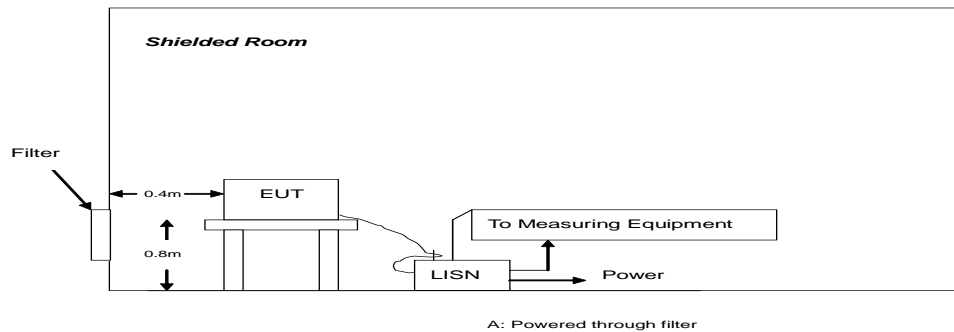 Shielded Room
Filter
0.4m
EUT
To Measuring Equipment
0.8m
LISN
Power
A: Powered through filter